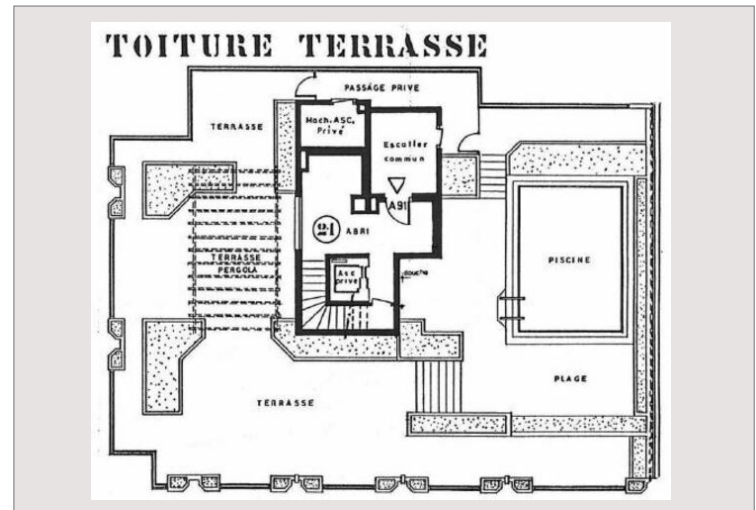 TOITURE TERRASSE
PASSAGE PRIVE
Mach. ASC.
Privé
TERRASSE
Escalier
commun
A91
21
ABRI
TERRASSE
PERGOLA
Asc
privé
douche
PISCINE
PLAGE
TERRASSE